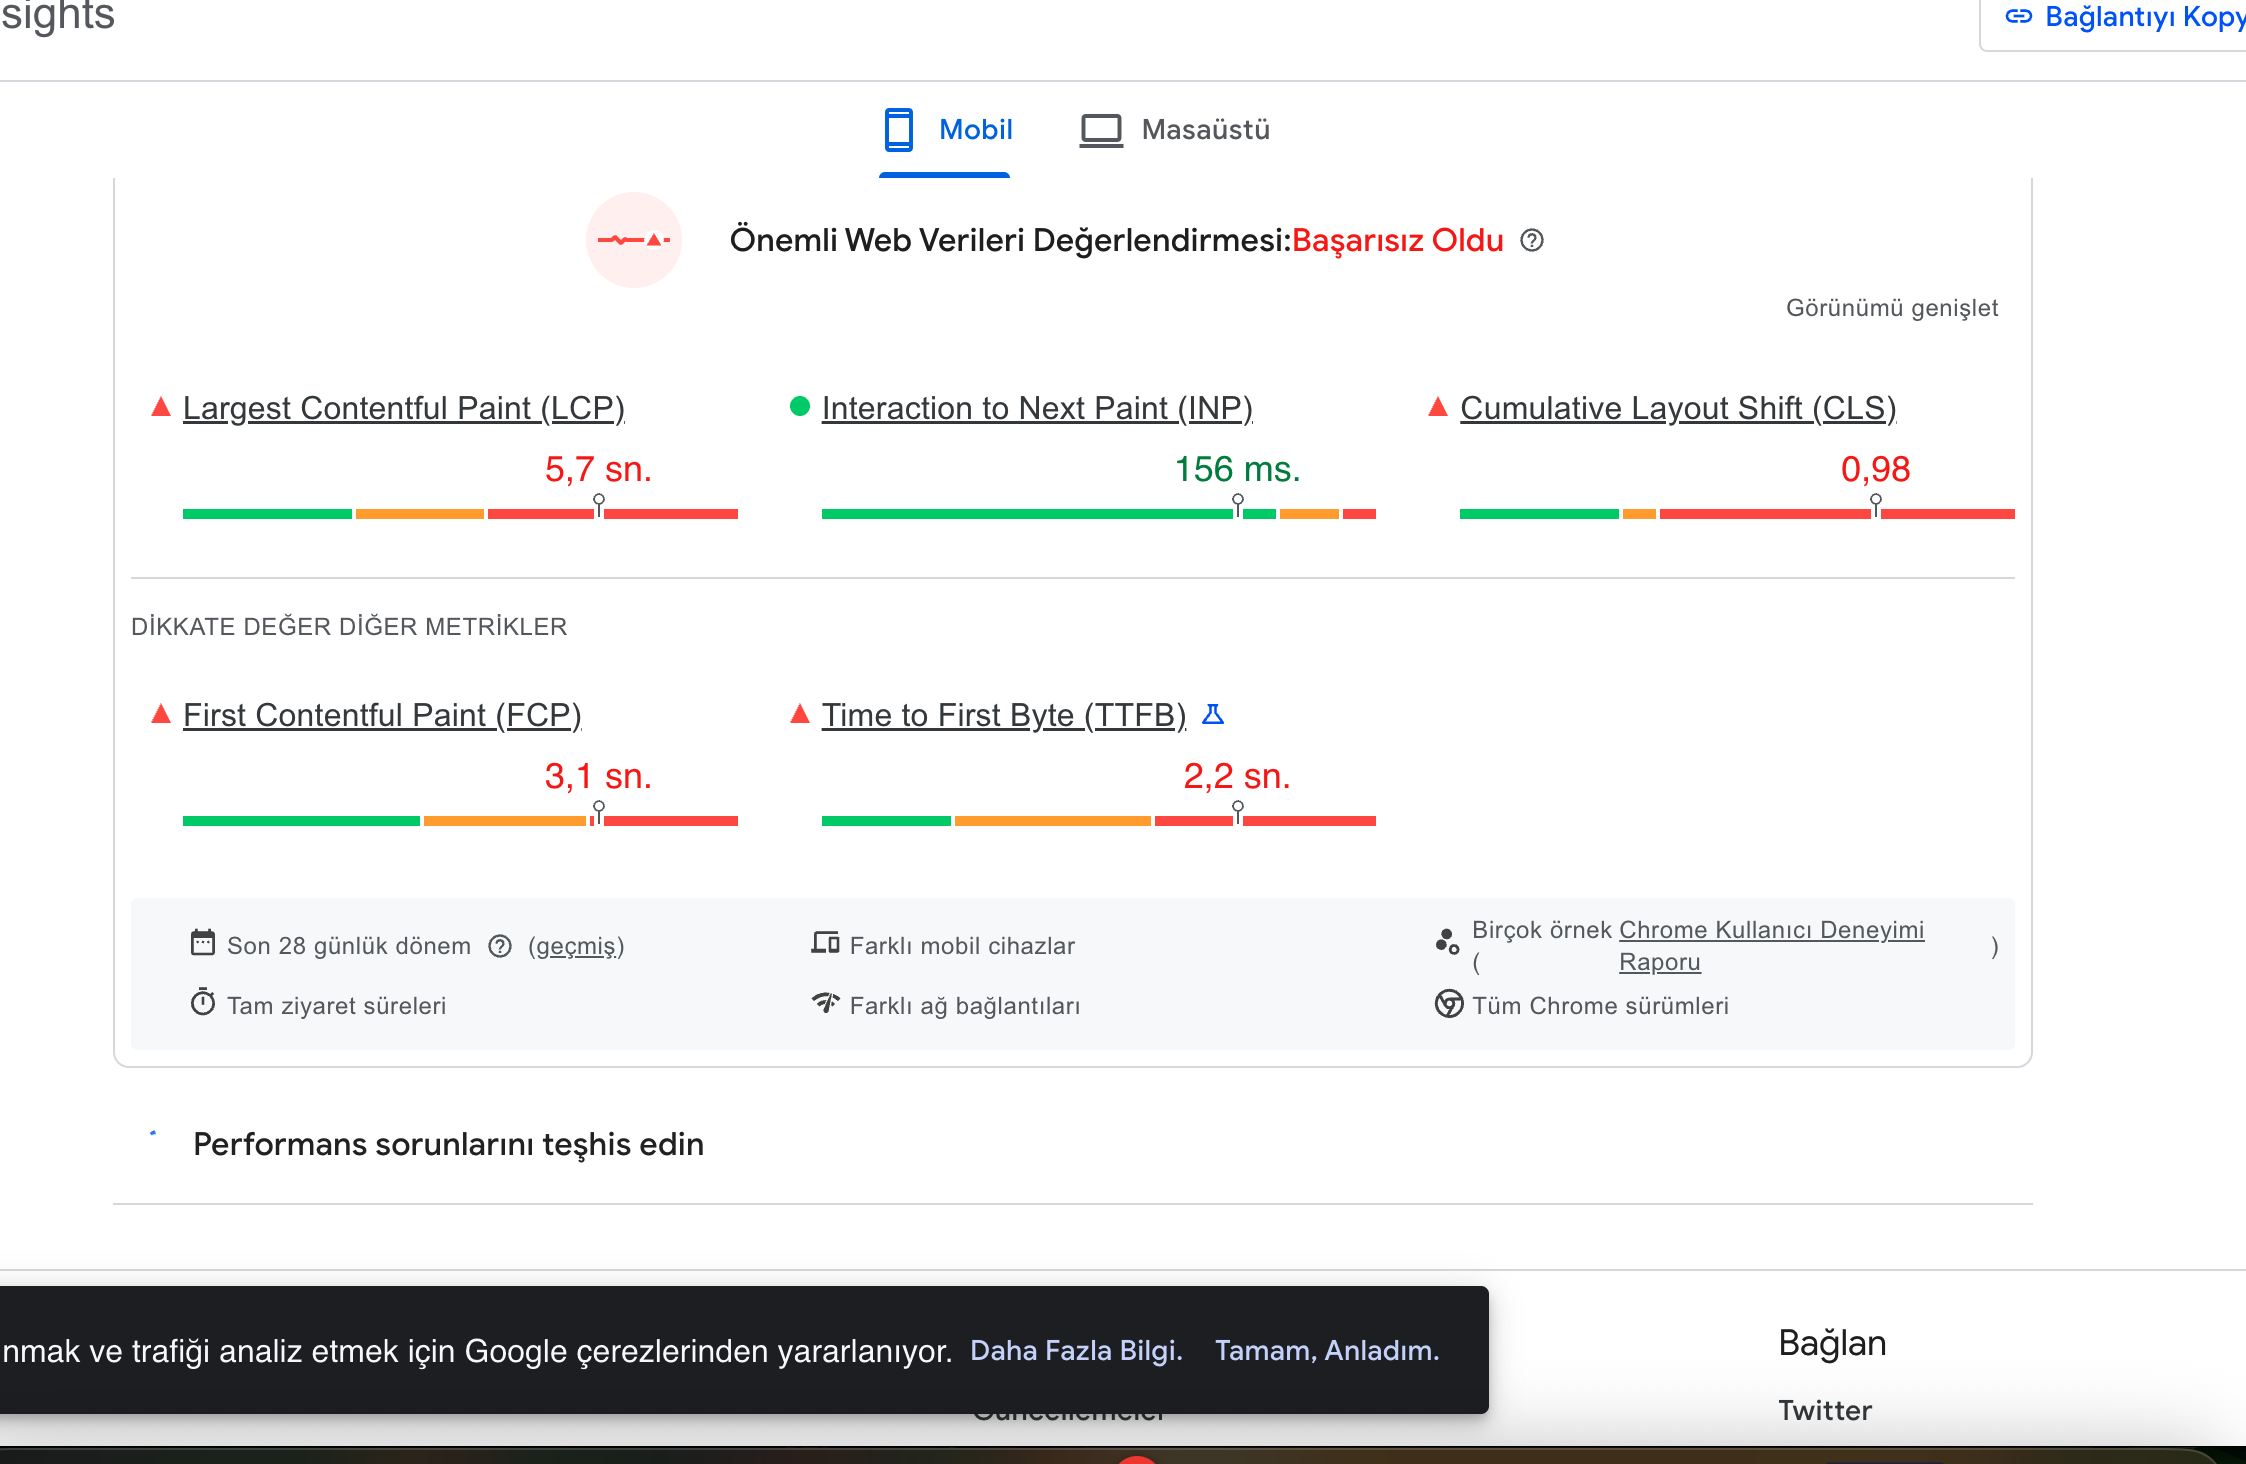 sights
Bağlantıyı Kopy
Mobil
Masaüstü
Önemli Web Verileri Değerlendirmesi:Başarısız Oldu
Görünümü genişlet
Largest Contentful Paint (LCP)
5,7 sn.
Interaction to Next Paint (INP)
156 ms.
Cumulative Layout Shift (CLS)
0,98
DİKKATE DEĞER DİĞER METRİKLER
First Contentful Paint (FCP)
3,1 sn.
Time to First Byte (TTFB)
2,2 sn.
Son 28 günlük dönem (geçmiş)
Farklı mobil cihazlar
Birçok örnek Chrome Kullanıcı Deneyimi
( Raporu )
Tam ziyaret süreleri
Farklı ağ bağlantıları
Tüm Chrome sürümleri
Performans sorunlarını teşhis edin
nmak ve trafiği analiz etmek için Google çerezlerinden yararlanıyor. Daha Fazla Bilgi. Tamam, Anladım.
Bağlan
Güncellemeler
Twitter